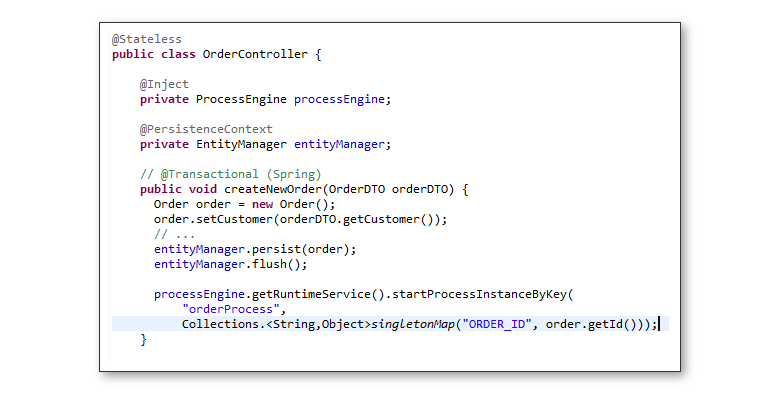 @Stateless
public class OrderController {
@Inject
private ProcessEngine processEngine;
@PersistenceContext
private EntityManager entityManager;
// @Transactional (Spring)
public void createNewOrder(OrderDTO orderDTO) {
Order order = new Order();
order.setCustomer(orderDTO.getCustomer());
// ...
entityManager.persist(order);
entityManager.flush();
processEngine.getRuntimeService().startProcessInstanceByKey(
"orderProcess",
Collections.<String,Object>singletonMap("ORDER_ID", order.getId()));
}